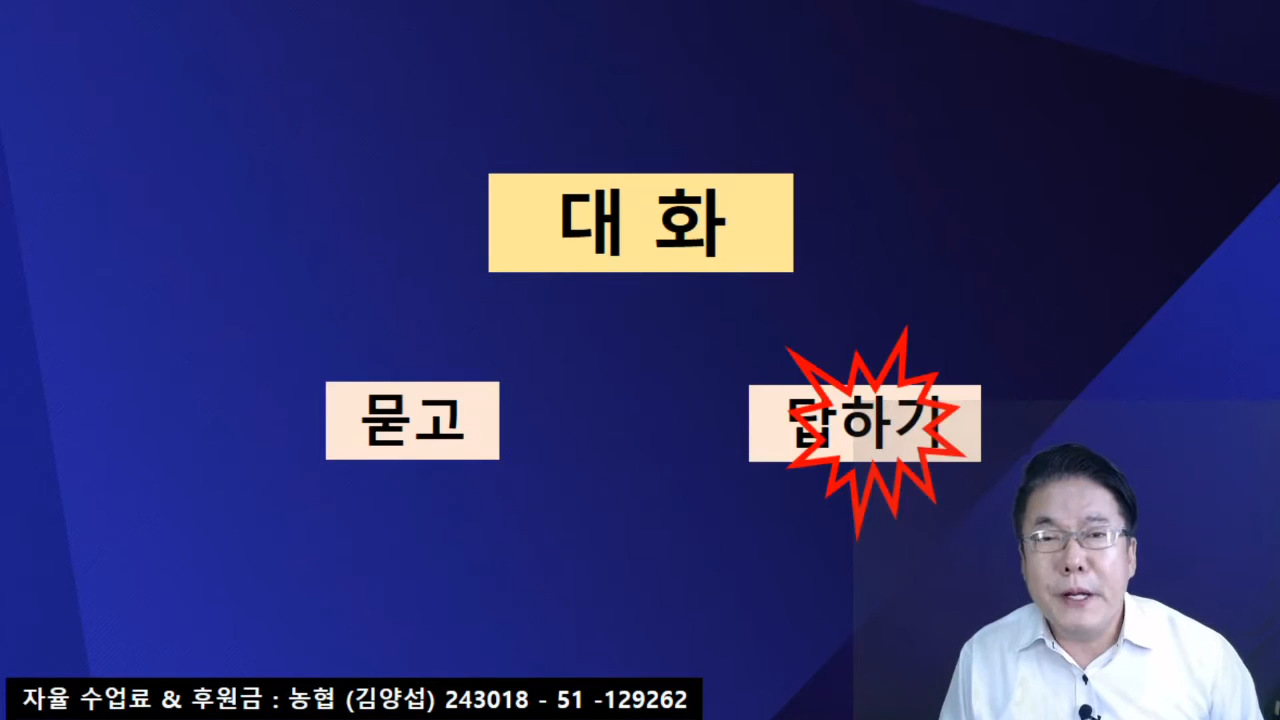 대 화
묻고
답하기
자율 수업료 & 후원금 : 농협 (김양섭) 243018 - 51 -129262